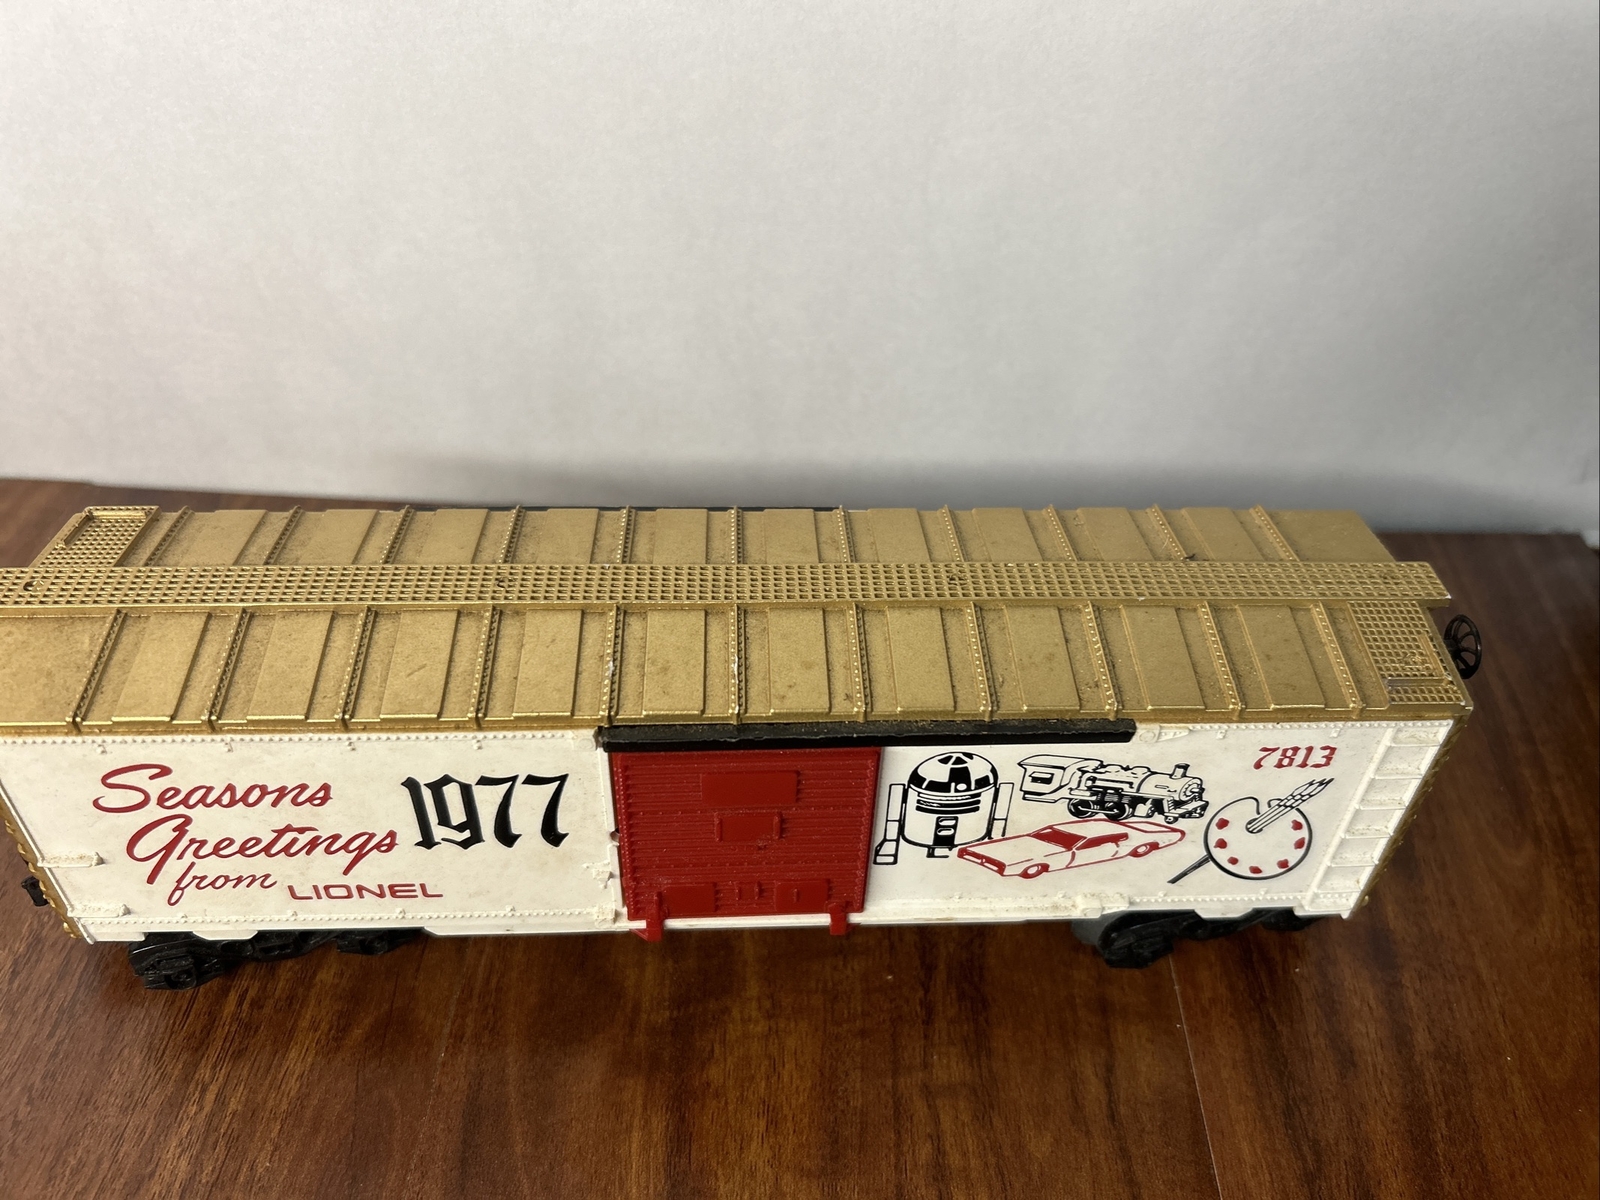 Seasons
Greetings
from LIONEL
1977
7813